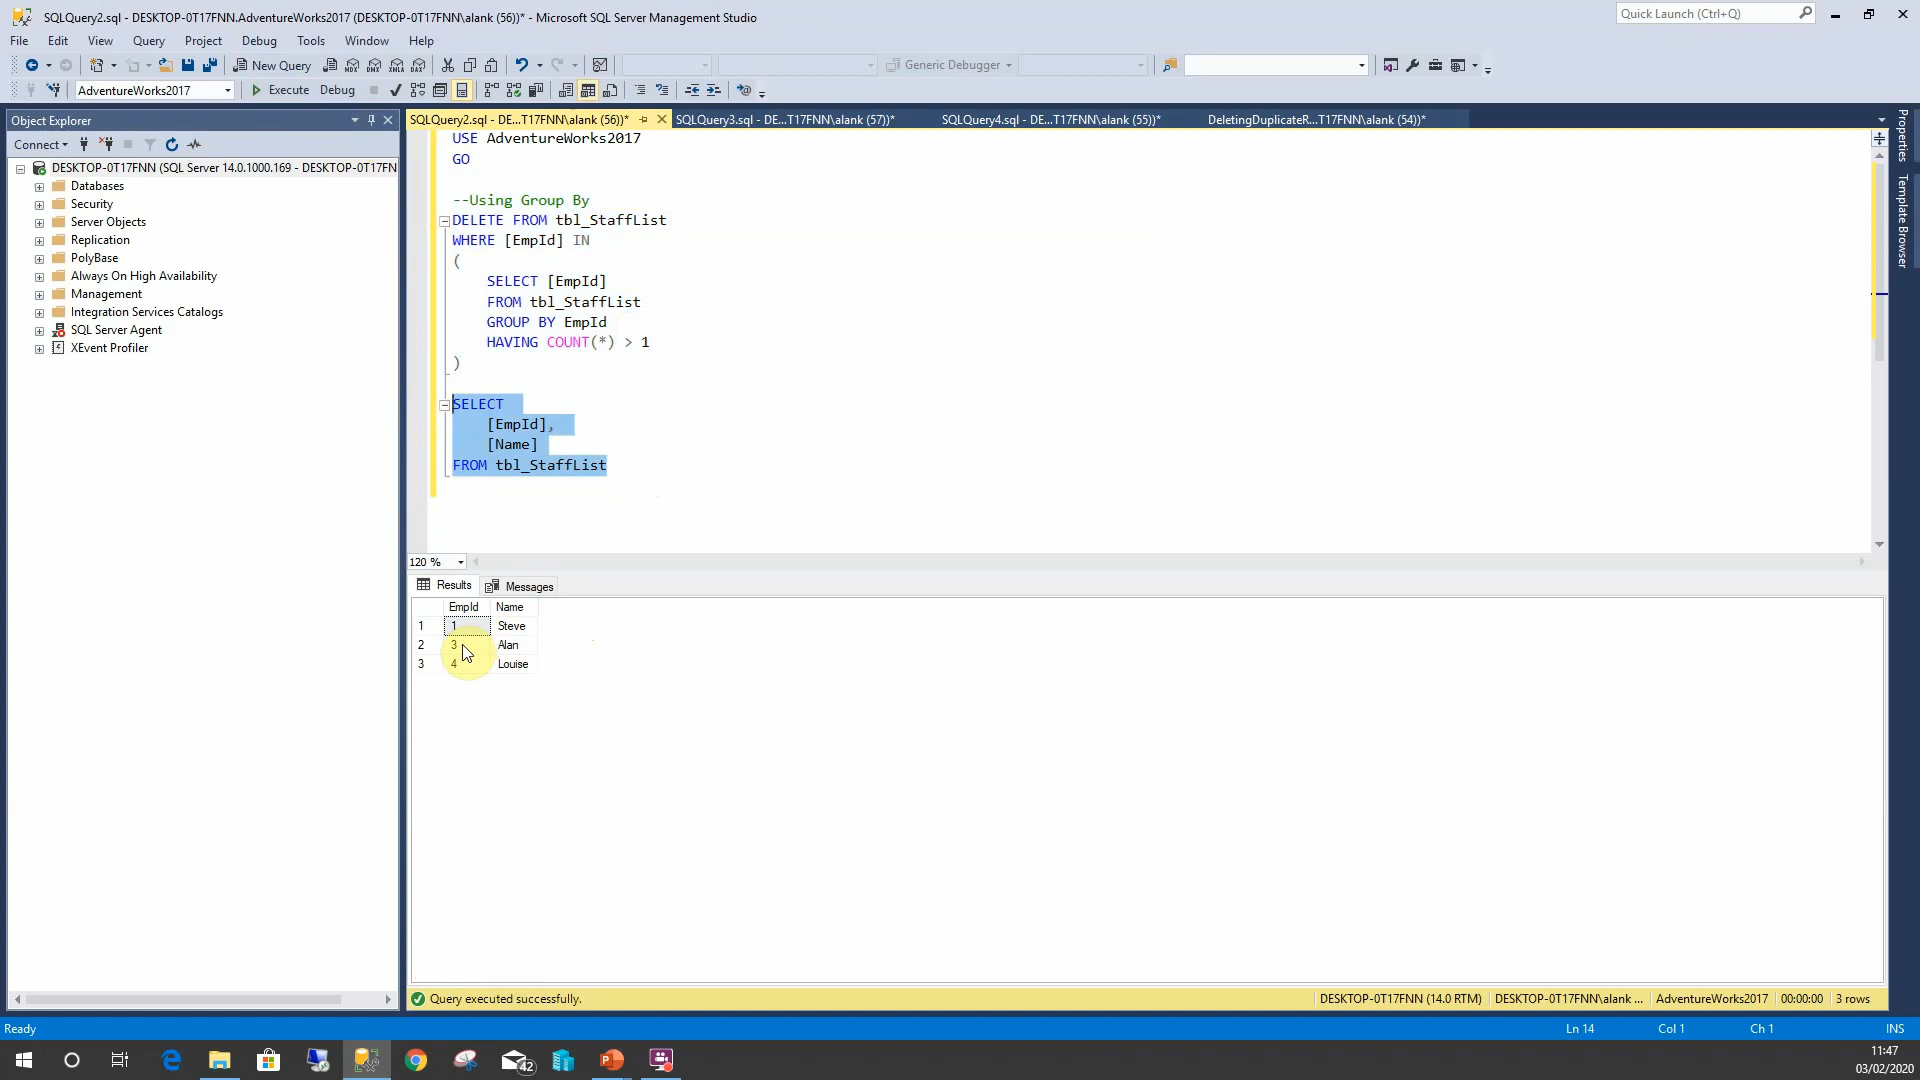 SQLQuery2.sql - DESKTOP-0T17FNN.AdventureWorks2017 (DESKTOP-0T17FNN\alank (56))* - Microsoft SQL Server Management Studio
Quick Launch (Ctrl+Q)
File Edit View Query Project Debug Tools Window Help
New Query
Generic Debugger
AdventureWorks2017
Execute Debug
Object Explorer
Connect
DESKTOP-0T17FNN (SQL Server 14.0.1000.169 - DESKTOP-0T17FN
Databases
Security
Server Objects
Replication
PolyBase
Always On High Availability
Management
Integration Services Catalogs
SQL Server Agent
XEvent Profiler
SQLQuery2.sql - DE...T17FNN\alank (56))*
SQLQuery3.sql - DE...T17FNN\alank (57))*
SQLQuery4.sql - DE...T17FNN\alank (55))*
DeletingDuplicateR...T17FNN\alank (54))*
USE AdventureWorks2017
GO
--Using Group By
DELETE FROM tbl_StaffList
WHERE [EmpId] IN
(
SELECT [EmpId]
FROM tbl_StaffList
GROUP BY EmpId
HAVING COUNT(*) > 1
)
SELECT
[EmpId],
[Name]
FROM tbl_StaffList
120 %
Results Messages
EmpId Name
1 1 Steve
2 3 Alan
3 4 Louise
Query executed successfully.
DESKTOP-0T17FNN (14.0 RTM) DESKTOP-0T17FNN\alank ... AdventureWorks2017 00:00:00 3 rows
Properties
Template Browser
Ready
Ln 14 Col 1 Ch 1 INS
42
11:47
03/02/2020